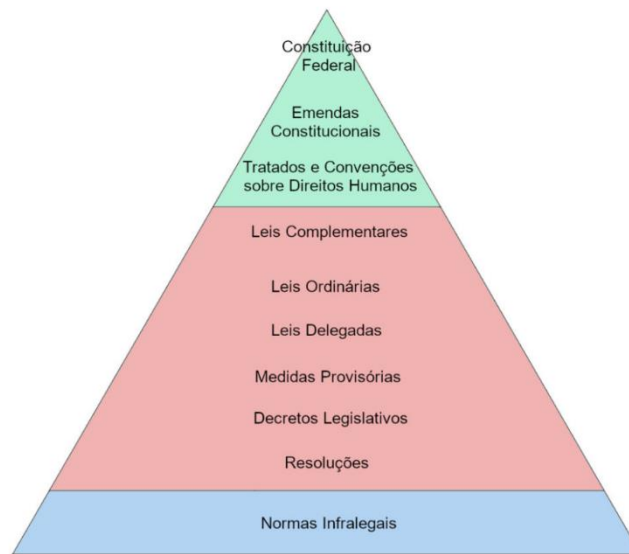 Constituição
Federal
Emendas
Constitucionais
Tratados e Convenções
sobre Direitos Humanos
Leis Complementares
Leis Ordinárias
Leis Delegadas
Medidas Provisórias
Decretos Legislativos
Resoluções
Normas Infralegais